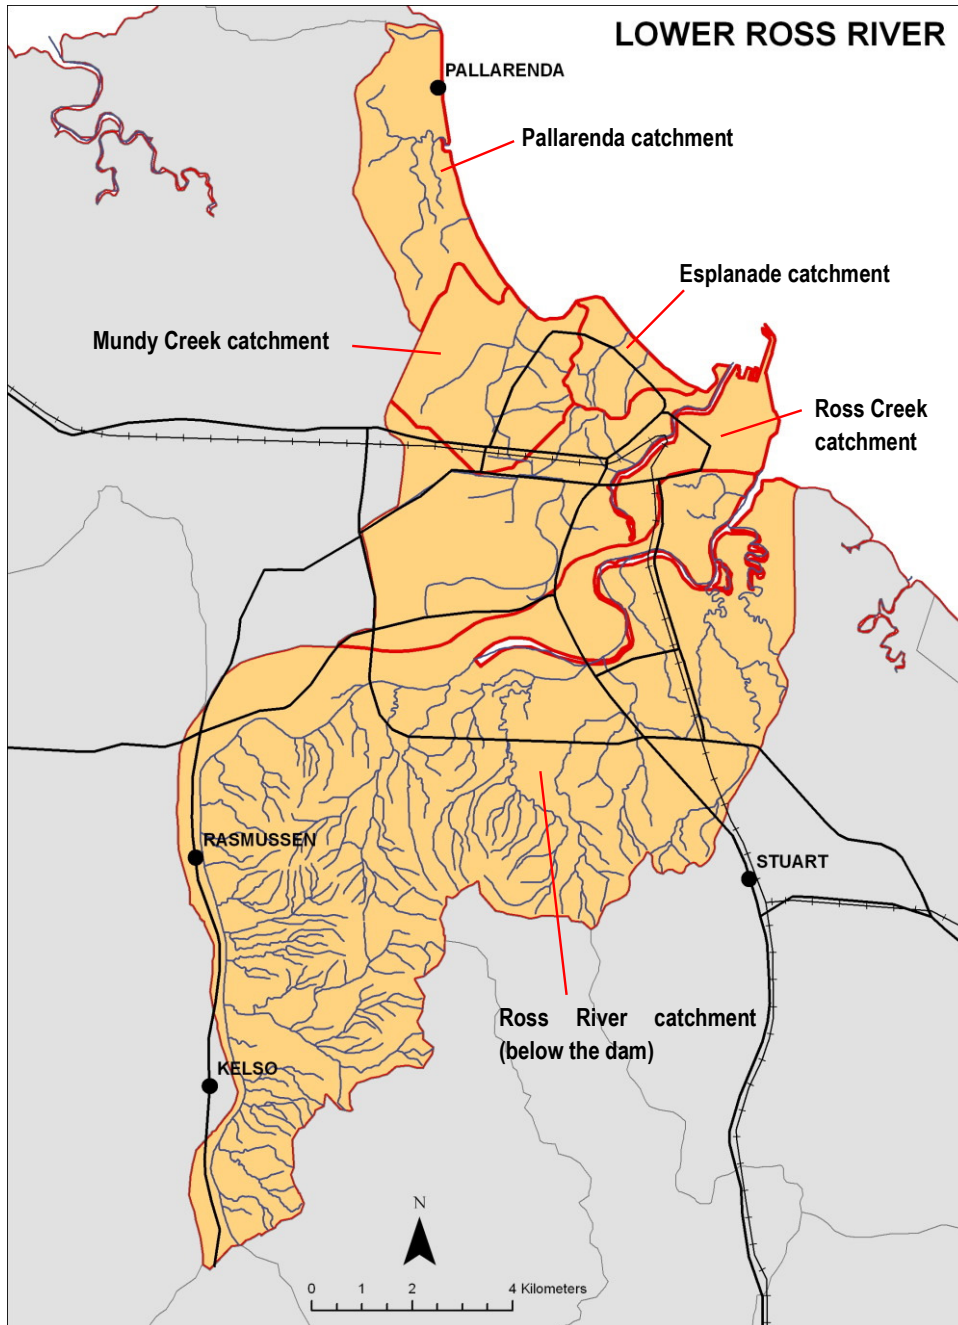 LOWER ROSS RIVER
PALLARENDA
Pallarenda catchment
Esplanade catchment
Mundy Creek catchment
Ross Creek
catchment
RASMUSSEN
STUART
Ross River catchment
(below the dam)
KELSO
N
0 1 2 4 Kilometers